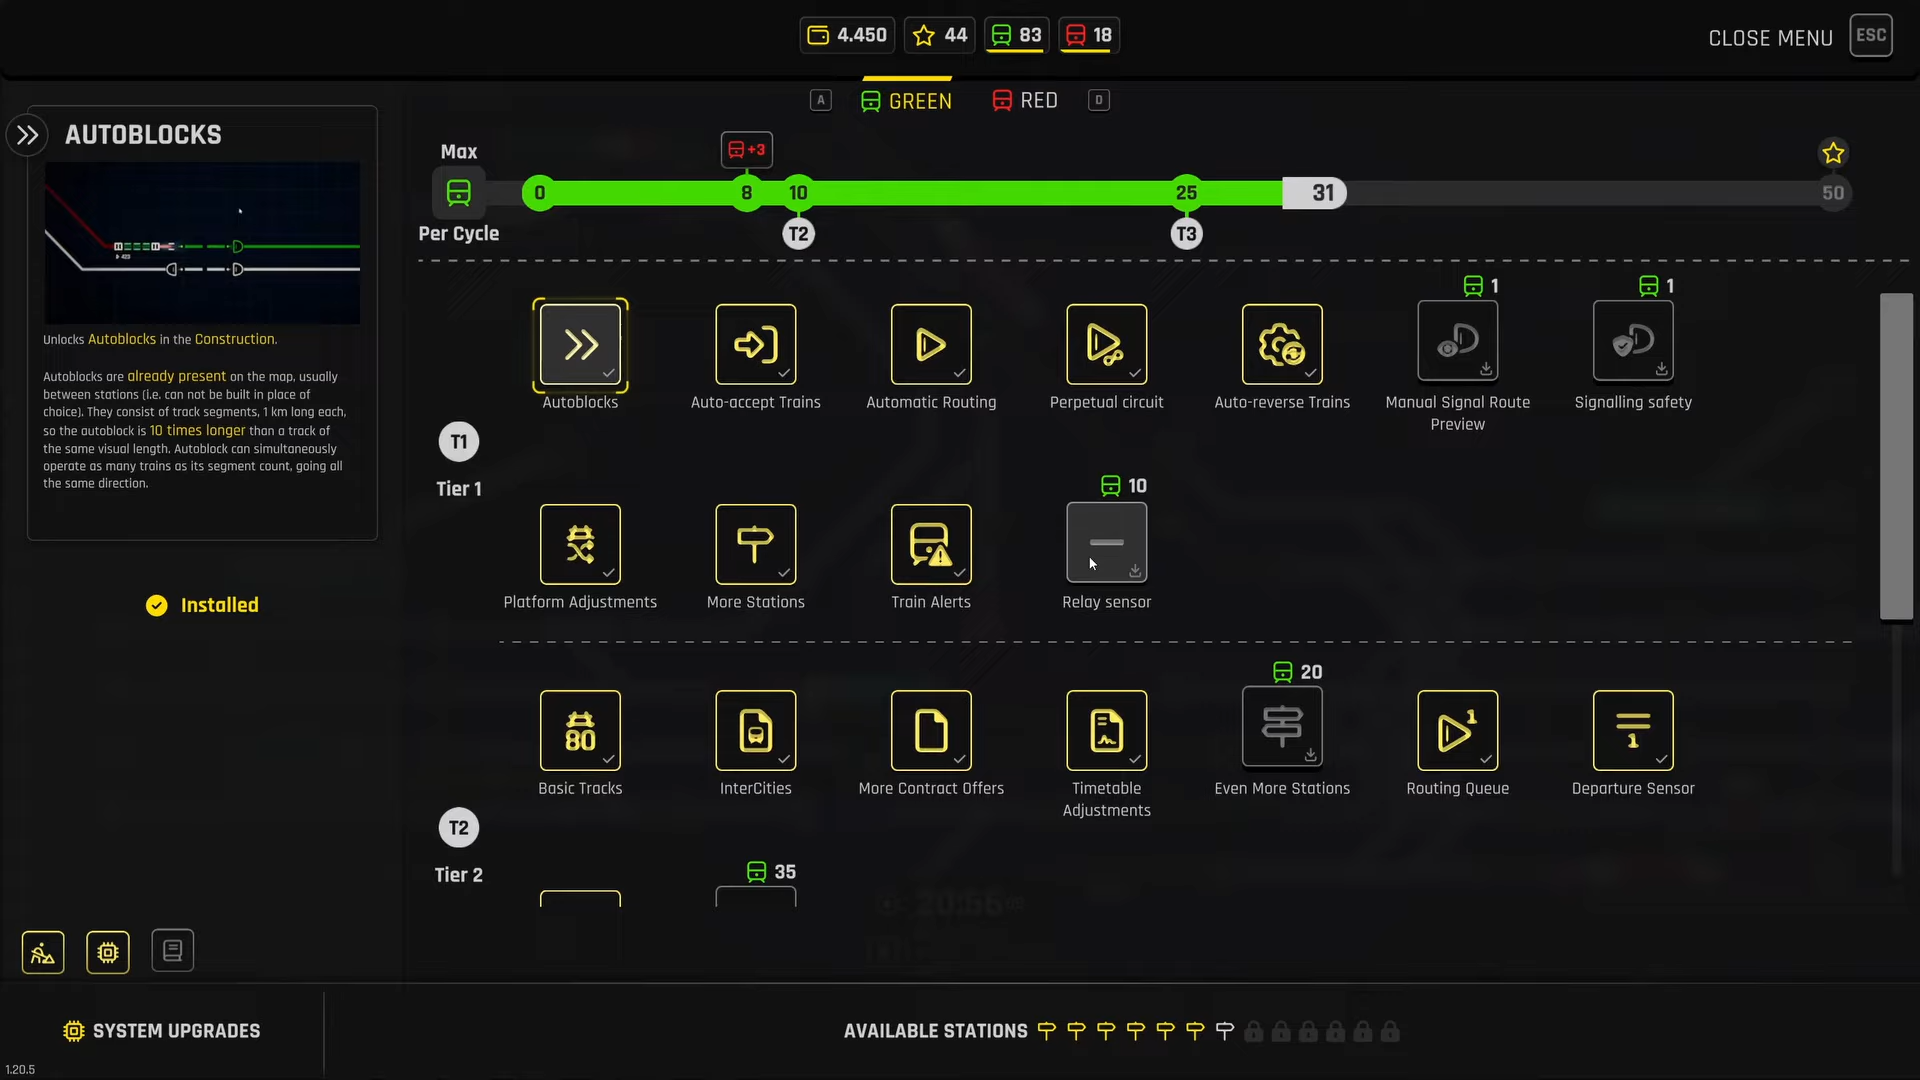 4.450
44
83
18
CLOSE MENU ESC
A
GREEN
RED
D
AUTOBLOCKS
Unlocks Autoblocks in the Construction.
Autoblocks are already present on the map, usually
between stations (i.e. can not be built in place of
choice). They consist of track segments, 1 km long each,
so the autoblock is 10 times longer than a track of
the same visual length. Autoblock can simultaneously
operate as many trains as its segment count, going all
the same direction.
Installed
Max
Per Cycle
+3
0
8
10
25
31
50
T2
T3
1
1
Autoblocks
Auto-accept Trains
Automatic Routing
Perpetual circuit
Auto-reverse Trains
Manual Signal Route
Preview
Signalling safety
T1
Tier 1
10
Platform Adjustments
More Stations
Train Alerts
Relay sensor
20
80
1
1
Basic Tracks
InterCities
More Contract Offers
Timetable
Adjustments
Even More Stations
Routing Queue
Departure Sensor
T2
Tier 2
35
SYSTEM UPGRADES
AVAILABLE STATIONS
1.20.5